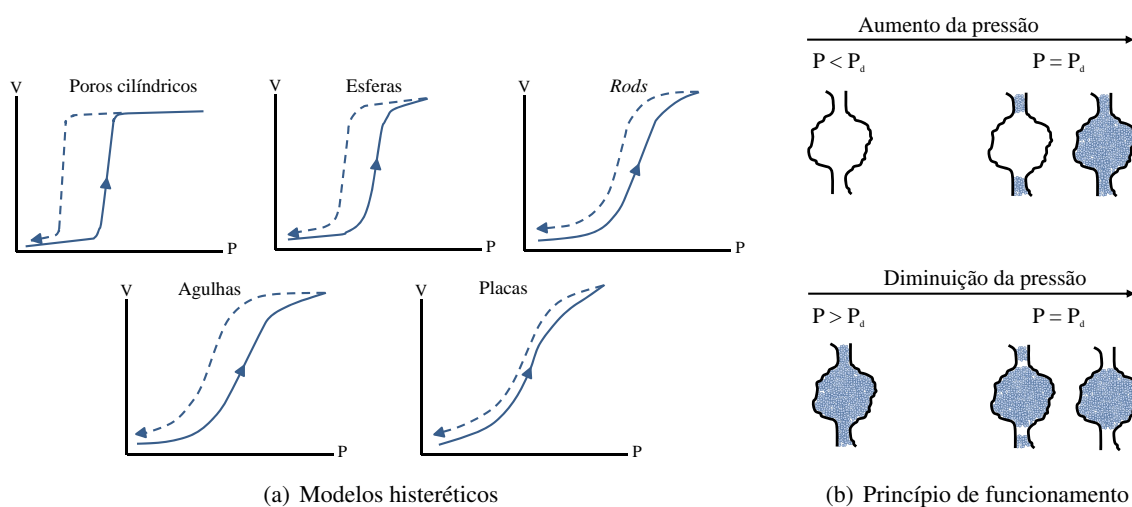 Poros cilíndricos
V
P
Esferas
V
P
Rods
V
P
Agulhas
V
P
Placas
V
P
(a) Modelos histeréticos
Aumento da pressão
P < Pd
P = Pd
Diminuição da pressão
P > Pd
P = Pd
(b) Princípio de funcionamento